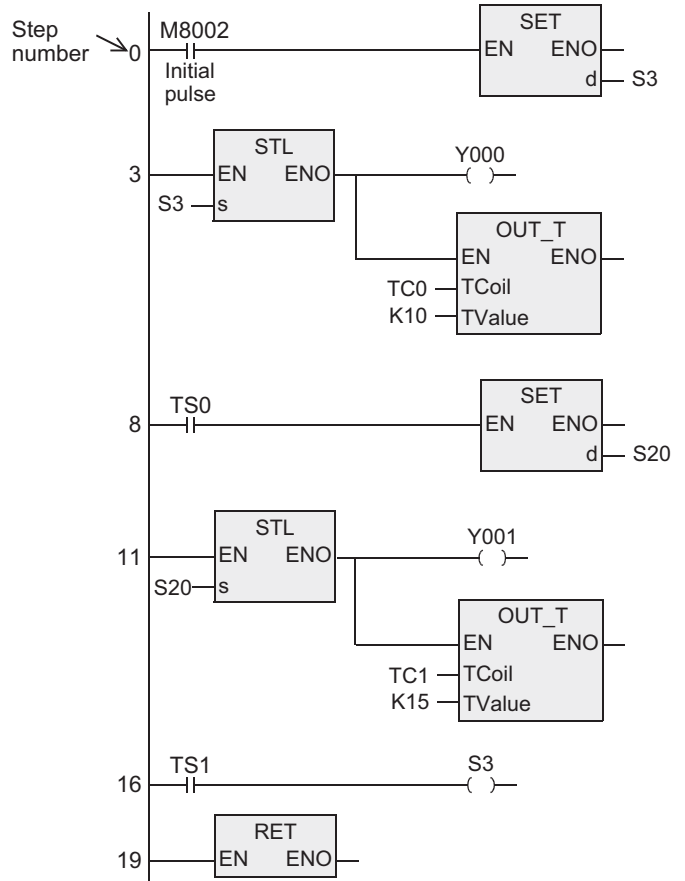 Step number
0
M8002
Initial pulse
SET
EN ENO
d S3
3
STL
EN ENO
S3 s
Y000
OUT_T
EN ENO
TC0 TCoil
K10 TValue
8
TS0
SET
EN ENO
d S20
11
STL
EN ENO
S20 s
Y001
OUT_T
EN ENO
TC1 TCoil
K15 TValue
16
TS1
S3
19
RET
EN ENO